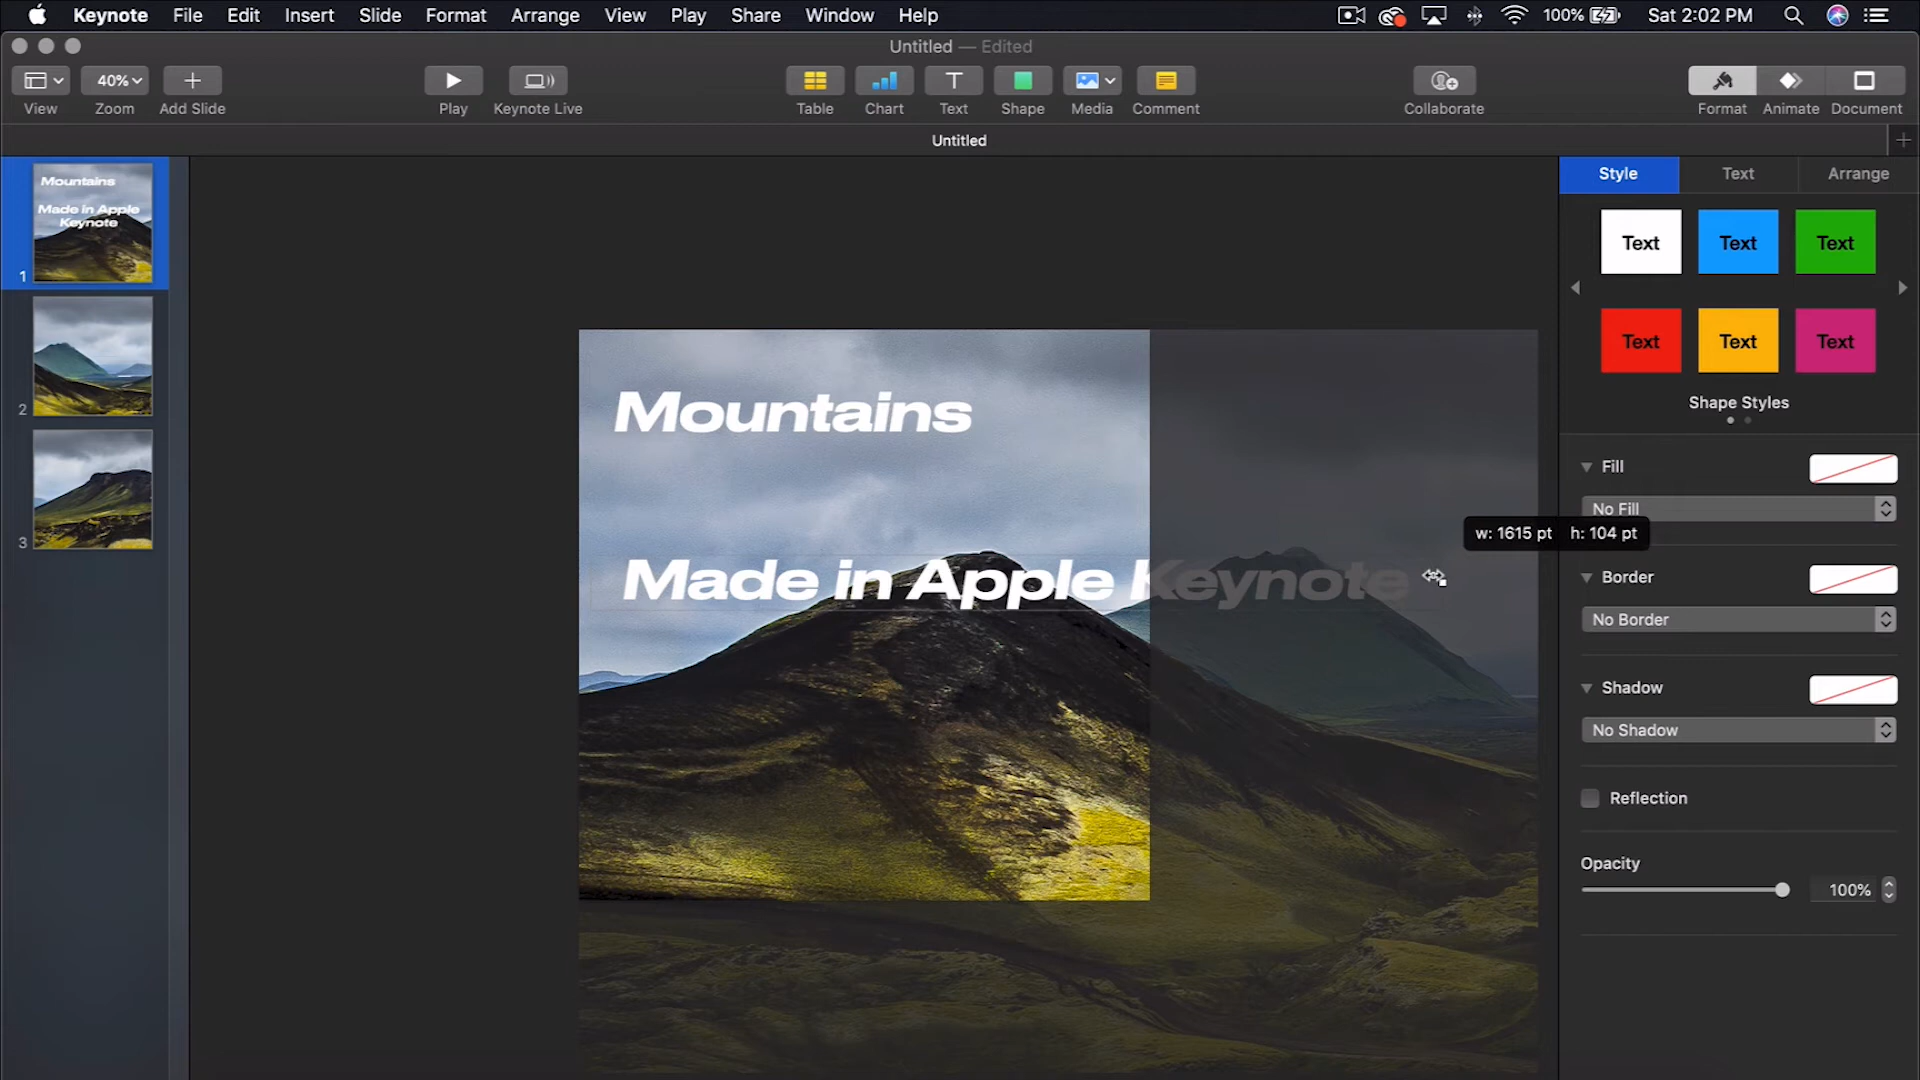 Keynote File Edit Insert Slide Format Arrange View Play Share Window Help 100% Sat 2:02 PM
Untitled — Edited
40%
View Zoom Add Slide Play Keynote Live Table Chart Text Shape Media Comment Collaborate Format Animate Document
Untitled
Mountains
Made in Apple
Keynote
1
2
3
Mountains
Made in Apple Keynote
w: 1615 pt h: 104 pt
Style Text Arrange
Text Text Text
Text Text Text
Shape Styles
Fill
No Fill
Border
No Border
Shadow
No Shadow
Reflection
Opacity
100%